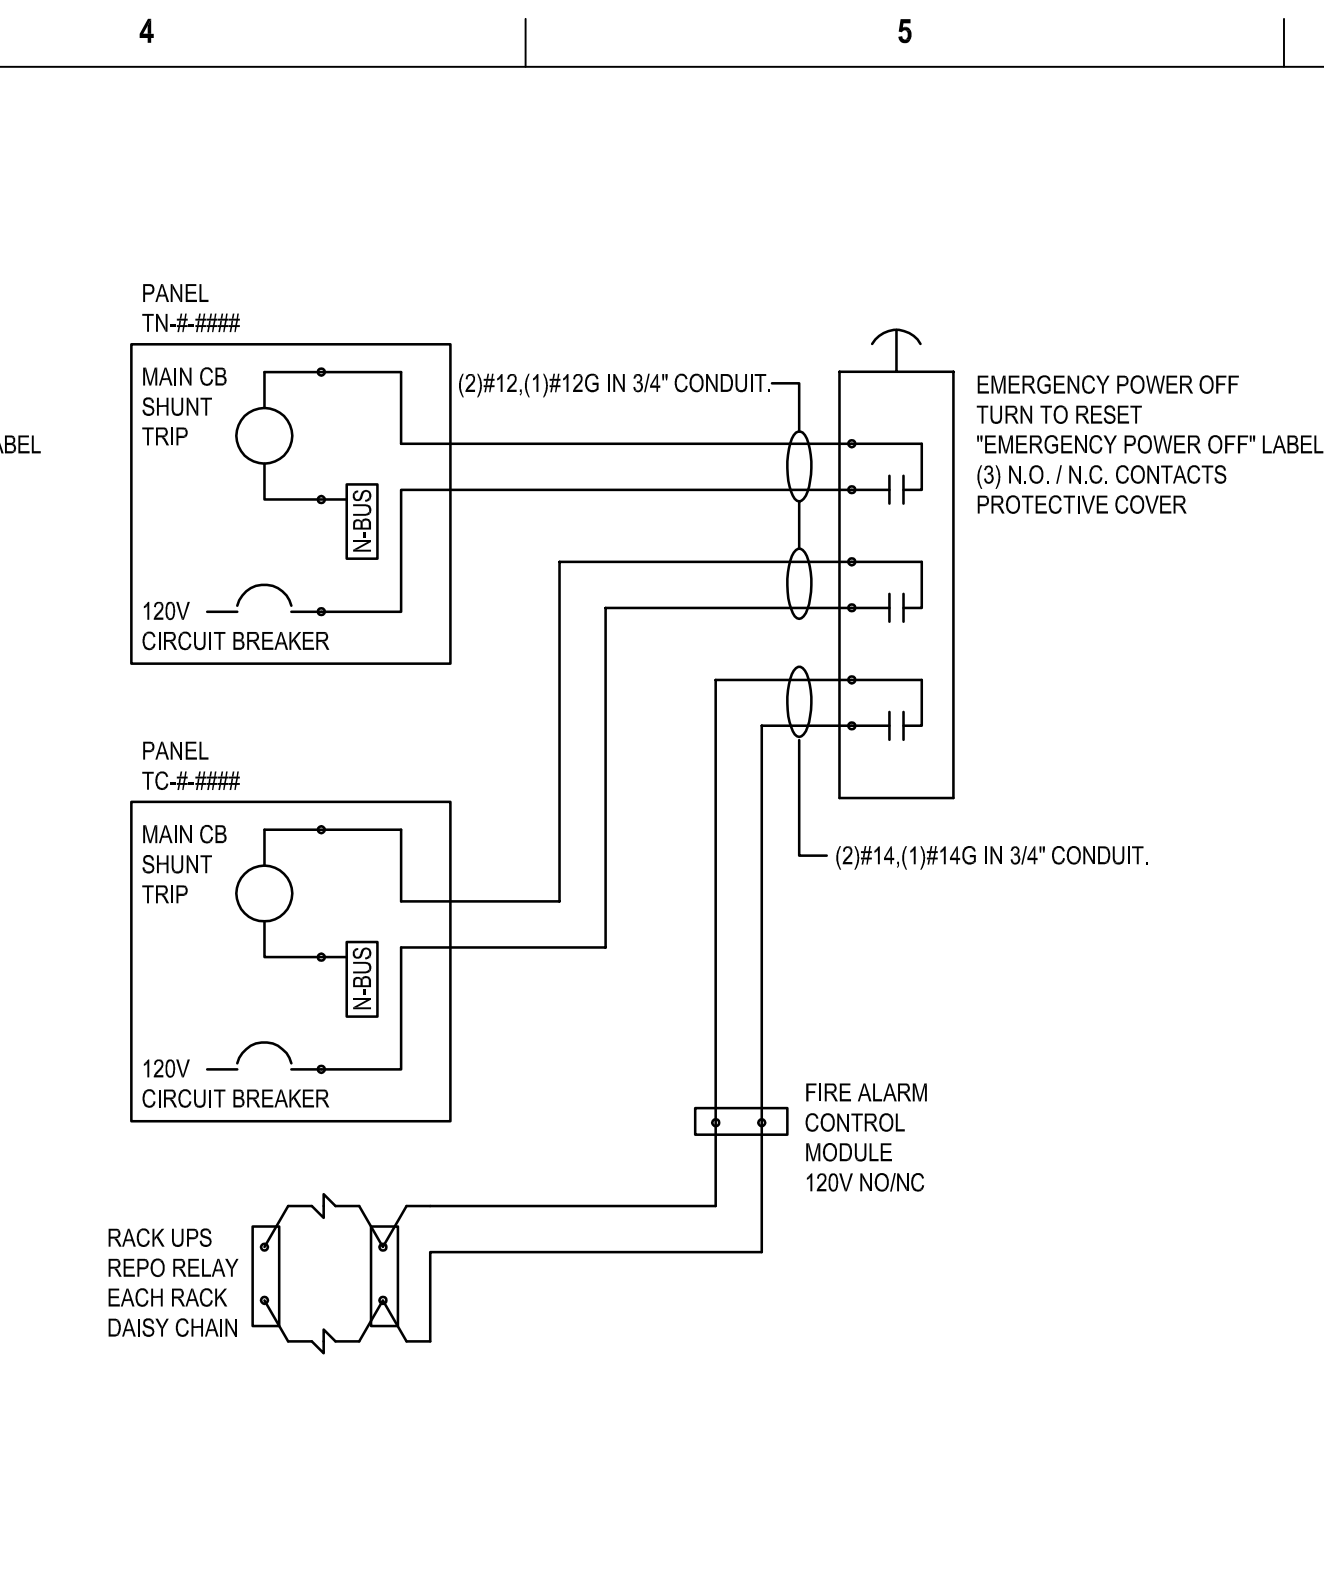 4
5
PANEL
TN-#-####
MAIN CB
SHUNT
TRIP
N-BUS
120V
CIRCUIT BREAKER
(2)#12,(1)#12G IN 3/4" CONDUIT.
EMERGENCY POWER OFF
TURN TO RESET
"EMERGENCY POWER OFF" LABEL
(3) N.O. / N.C. CONTACTS
PROTECTIVE COVER
PANEL
TC-#-####
MAIN CB
SHUNT
TRIP
N-BUS
120V
CIRCUIT BREAKER
(2)#14,(1)#14G IN 3/4" CONDUIT.
FIRE ALARM
CONTROL
MODULE
120V NO/NC
RACK UPS
REPO RELAY
EACH RACK
DAISY CHAIN